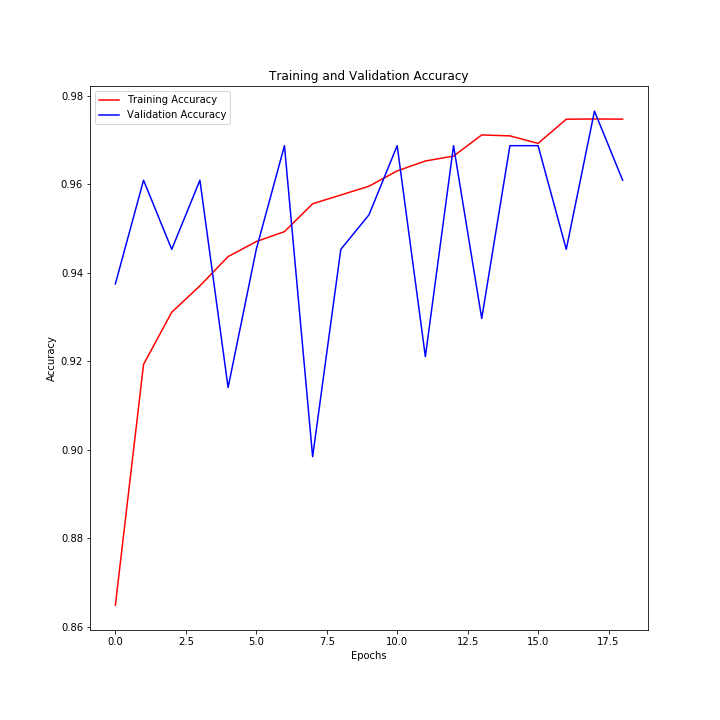 Training and Validation Accuracy
Training Accuracy
Validation Accuracy
0.98
0.96
0.94
0.92
0.90
0.88
0.86
Accuracy
0.0 2.5 5.0 7.5 10.0 12.5 15.0 17.5
Epochs